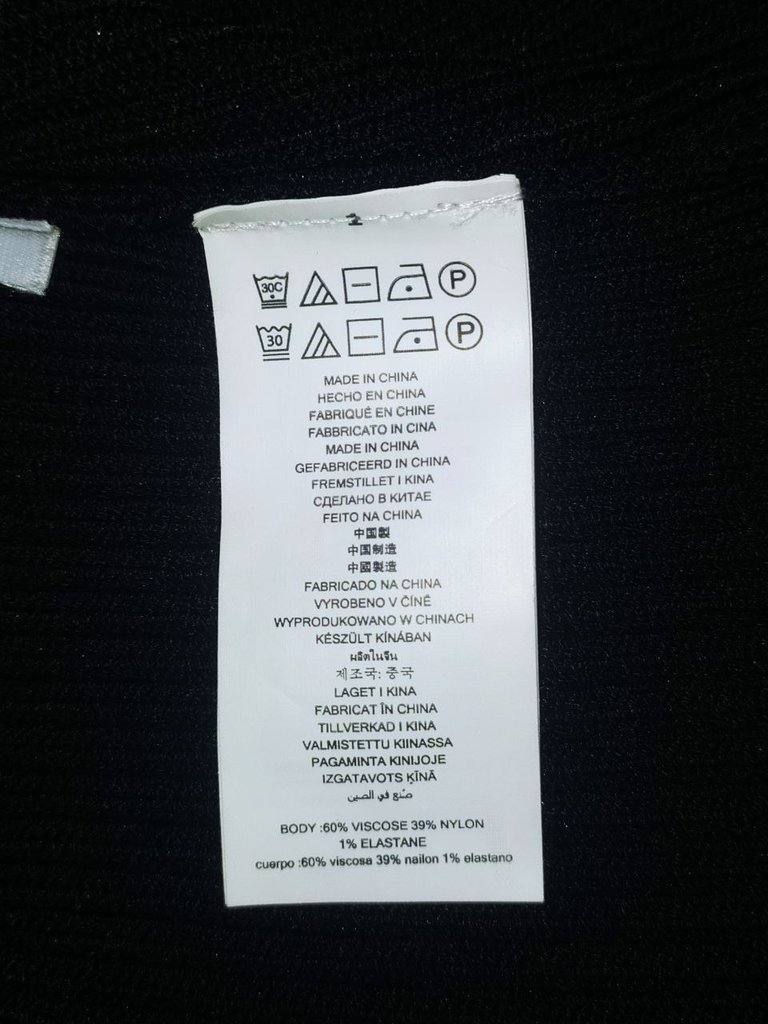 2
30C P
30 P
MADE IN CHINA
HECHO EN CHINA
FABRIQUÉ EN CHINE
FABBRICATO IN CINA
MADE IN CHINA
GEFABRICEERD IN CHINA
FREMSTILLET I KINA
СДЕЛАНО В КИТАЕ
FEITO NA CHINA
中国製
中国制造
中國製造
FABRICADO NA CHINA
VYROBENO V ČÍNĚ
WYPRODUKOWANO W CHINACH
KÉSZÜLT KÍNÁBAN
ผลิตในจีน
제조국: 중국
LAGET I KINA
FABRICAT ÎN CHINA
TILLVERKAD I KINA
VALMISTETTU KIINASSA
PAGAMINTA KINIJOJE
IZGATAVOTS ĶĪNĀ
صُنع في الصين
BODY :60% VISCOSE 39% NYLON
1% ELASTANE
cuerpo :60% viscosa 39% nailon 1% elastano